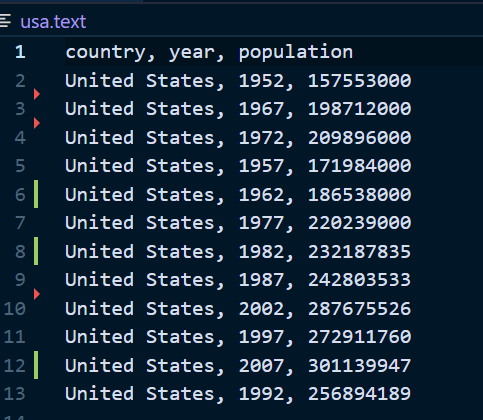 usa.text
1 country, year, population
2 United States, 1952, 157553000
3 United States, 1967, 198712000
4 United States, 1972, 209896000
5 United States, 1957, 171984000
6 United States, 1962, 186538000
7 United States, 1977, 220239000
8 United States, 1982, 232187835
9 United States, 1987, 242803533
10 United States, 2002, 287675526
11 United States, 1997, 272911760
12 United States, 2007, 301139947
13 United States, 1992, 256894189